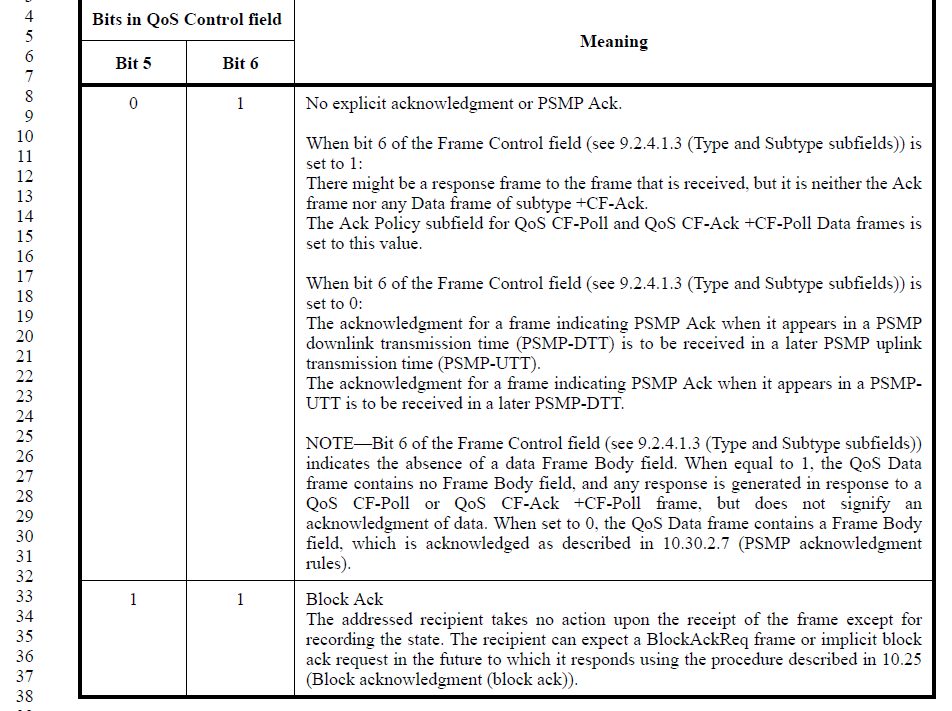 4
5
6
7
8
9
10
11
12
13
14
15
16
17
18
19
20
21
22
23
24
25
26
27
28
29
30
31
32
33
34
35
36
37
38
Bits in QoS Control field
Meaning
Bit 5
Bit 6
0
1
No explicit acknowledgment or PSMP Ack.
When bit 6 of the Frame Control field (see 9.2.4.1.3 (Type and Subtype subfields)) is
set to 1:
There might be a response frame to the frame that is received, but it is neither the Ack
frame nor any Data frame of subtype +CF-Ack.
The Ack Policy subfield for QoS CF-Poll and QoS CF-Ack +CF-Poll Data frames is
set to this value.
When bit 6 of the Frame Control field (see 9.2.4.1.3 (Type and Subtype subfields)) is
set to 0:
The acknowledgment for a frame indicating PSMP Ack when it appears in a PSMP
downlink transmission time (PSMP-DTT) is to be received in a later PSMP uplink
transmission time (PSMP-UTT).
The acknowledgment for a frame indicating PSMP Ack when it appears in a PSMP-
UTT is to be received in a later PSMP-DTT.
NOTE—Bit 6 of the Frame Control field (see 9.2.4.1.3 (Type and Subtype subfields))
indicates the absence of a data Frame Body field. When equal to 1, the QoS Data
frame contains no Frame Body field, and any response is generated in response to a
QoS CF-Poll or QoS CF-Ack +CF-Poll frame, but does not signify an
acknowledgment of data. When set to 0, the QoS Data frame contains a Frame Body
field, which is acknowledged as described in 10.30.2.7 (PSMP acknowledgment
rules).
1
1
Block Ack
The addressed recipient takes no action upon the receipt of the frame except for
recording the state. The recipient can expect a BlockAckReq frame or implicit block
ack request in the future to which it responds using the procedure described in 10.25
(Block acknowledgment (block ack)).